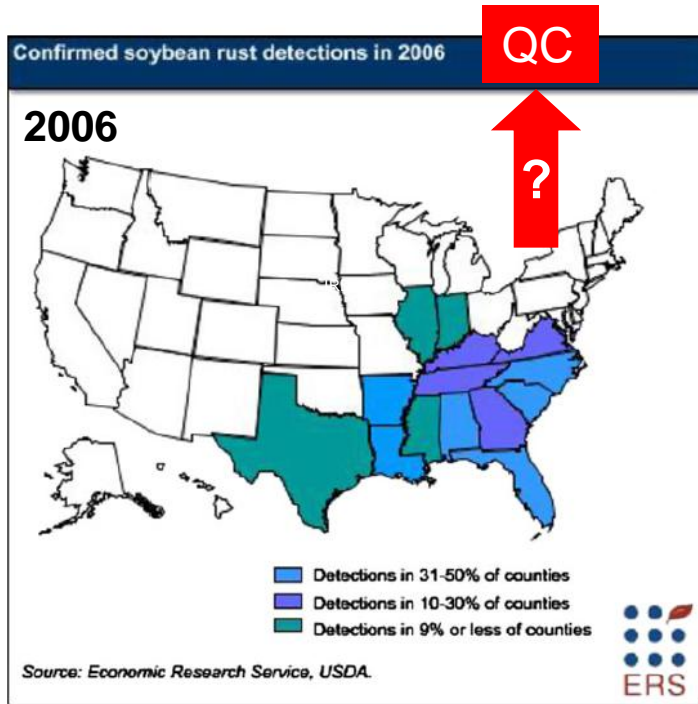 Confirmed soybean rust detections in 2006
QC
2006
?
Detections in 31-50% of counties
Detections in 10-30% of counties
Detections in 9% or less of counties
Source: Economic Research Service, USDA.
ERS